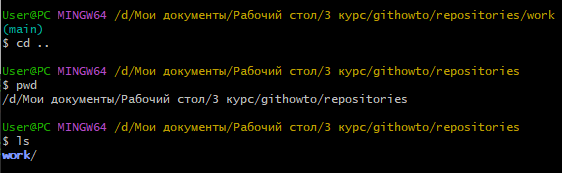 User@PC MINGW64 /d/Мои документы/Рабочий стол/3 курс/githowto/repositories/work
(main)
$ cd ..
User@PC MINGW64 /d/Мои документы/Рабочий стол/3 курс/githowto/repositories
$ pwd
/d/Мои документы/Рабочий стол/3 курс/githowto/repositories
User@PC MINGW64 /d/Мои документы/Рабочий стол/3 курс/githowto/repositories
$ ls
work/